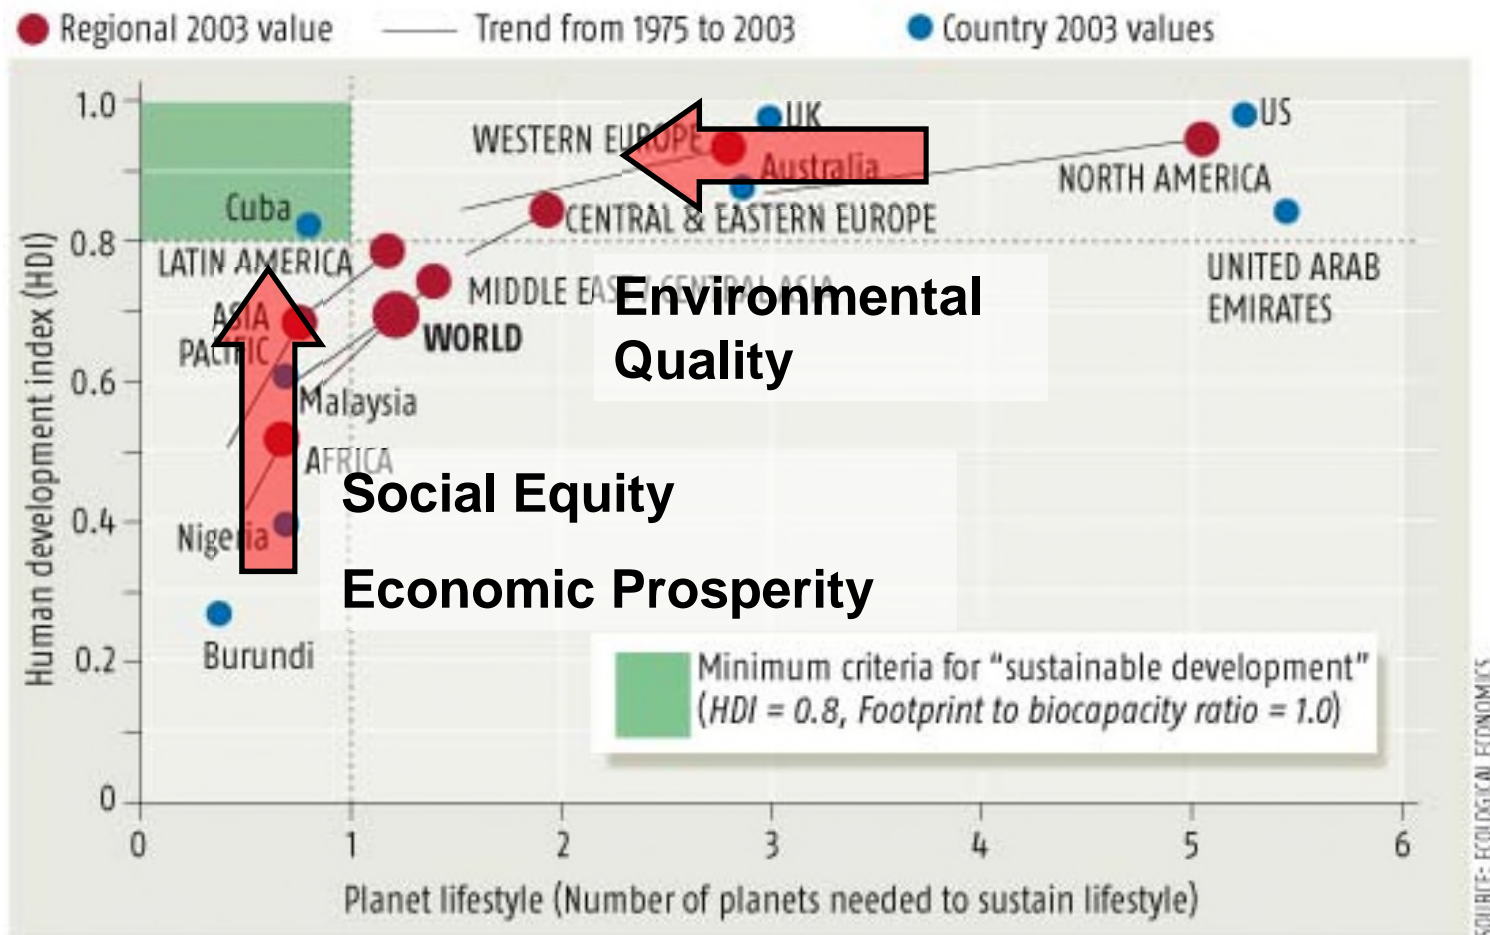 Regional 2003 value
Trend from 1975 to 2003
Country 2003 values
Human development index (HDI)
1.0
0.8
0.6
0.4
0.2
0
UK
US
WESTERN EUROPE
Australia
NORTH AMERICA
Cuba
CENTRAL & EASTERN EUROPE
LATIN AMERICA
UNITED ARAB
EMIRATES
MIDDLE EAST / CENTRAL ASIA
Environmental
Quality
ASIA
PACIFIC
WORLD
Malaysia
AFRICA
Social Equity
Nigeria
Economic Prosperity
Burundi
Minimum criteria for “sustainable development”
(HDI = 0.8, Footprint to biocapacity ratio = 1.0)
0 1 2 3 4 5 6
Planet lifestyle (Number of planets needed to sustain lifestyle)
SOURCE: ECOLOGICAL ECONOMICS